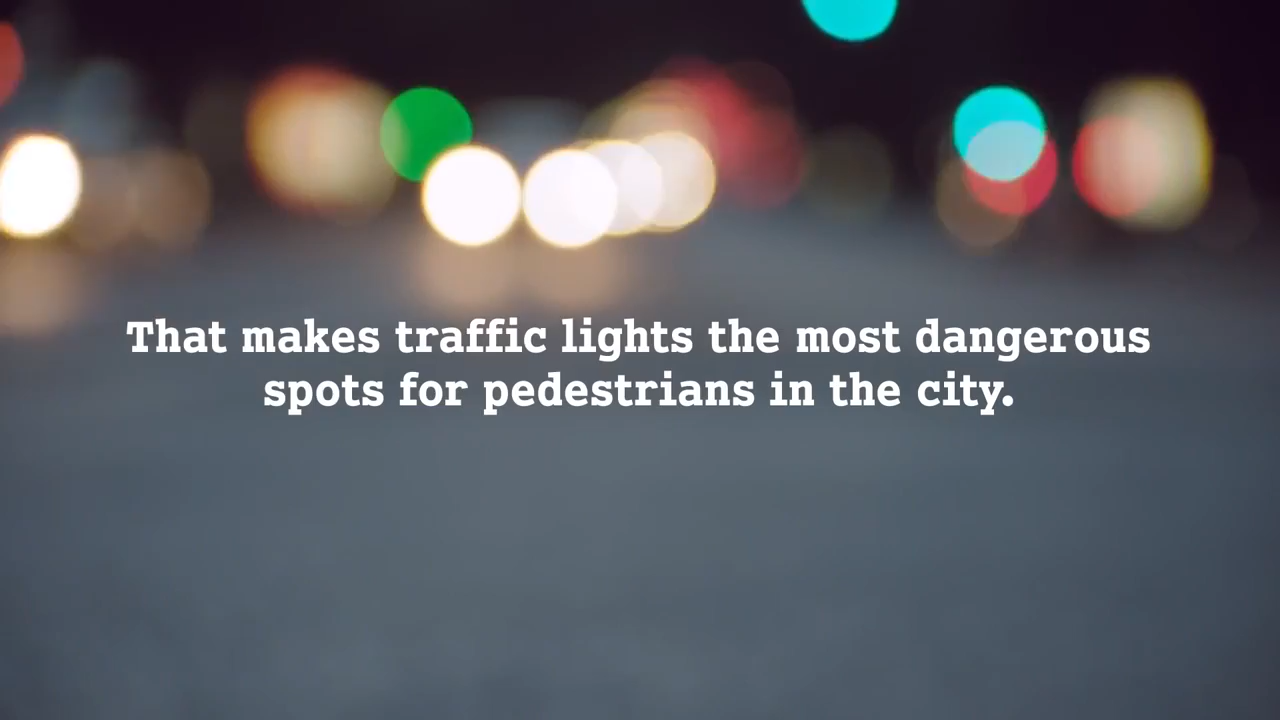 That makes traffic lights the most dangerous
spots for pedestrians in the city.